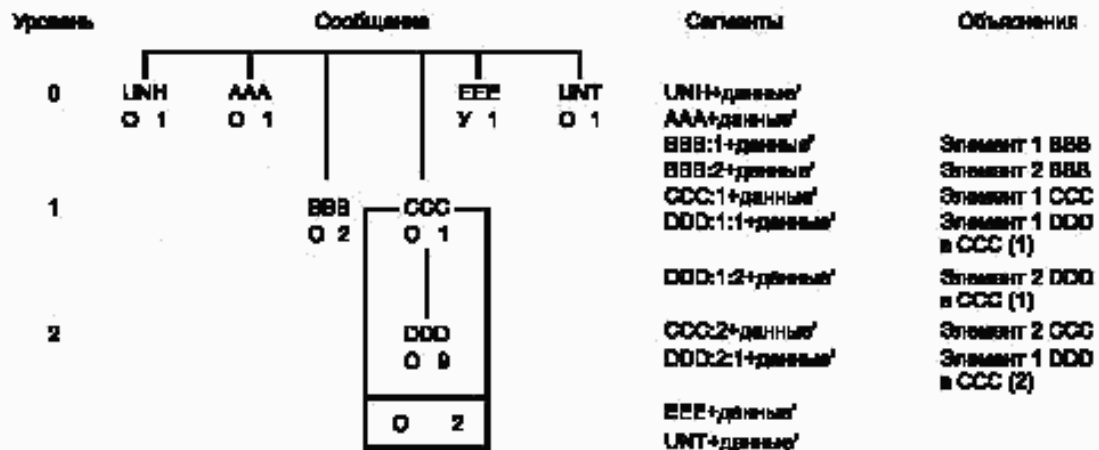 Уровень Сообщение Сегменты Объяснения
0 UNH AAA EEE UNT UNH+данные'
О 1 О 1 У 1 О 1 AAA+данные'
BBB:1+данные' Элемент 1 BBB
BBB:2+данные' Элемент 2 BBB
1 BBB CCC CCC:1+данные' Элемент 1 CCC
О 2 О 1 DDD:1:1+данные' Элемент 1 DDD
в CCC (1)
DDD:1:2+данные' Элемент 2 DDD
в CCC (1)
2 DDD CCC:2+данные' Элемент 2 CCC
О 9 DDD:2:1+данные' Элемент 1 DDD
в CCC (2)
О 2 EEE+данные'
UNT+данные'